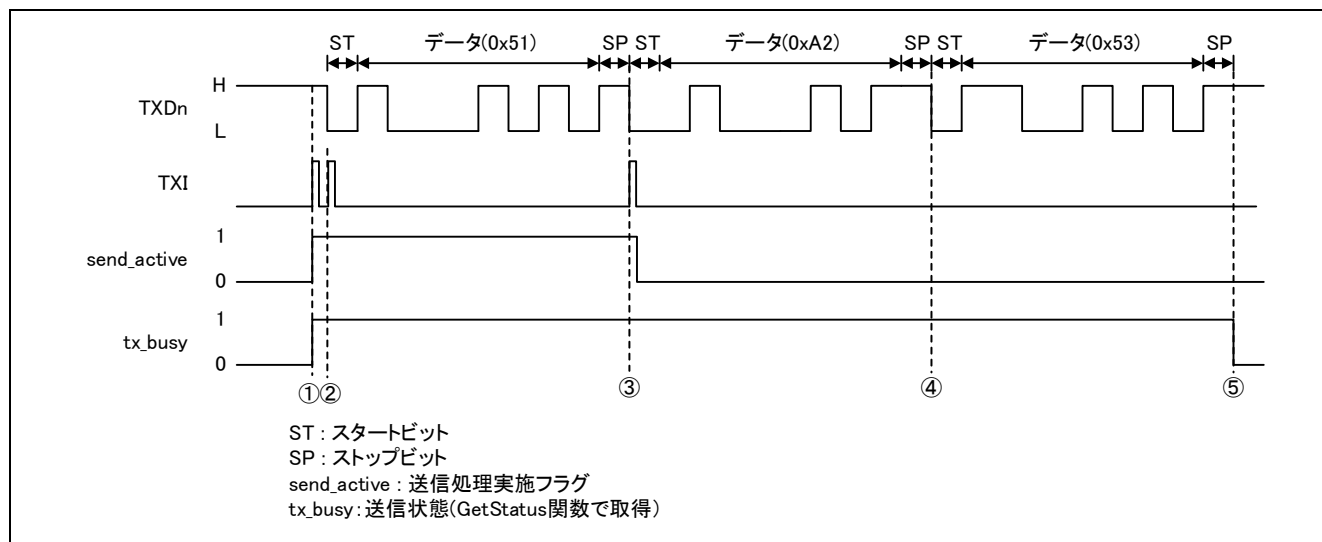 ST データ(0x51) SP ST データ(0xA2) SP ST データ(0x53) SP
H
TXDn
L
TXI
1
send_active
0
1
tx_busy
0
① ② ③ ④ ⑤
ST : スタートビット
SP : ストップビット
send_active : 送信処理実施フラグ
tx_busy : 送信状態(GetStatus関数で取得)